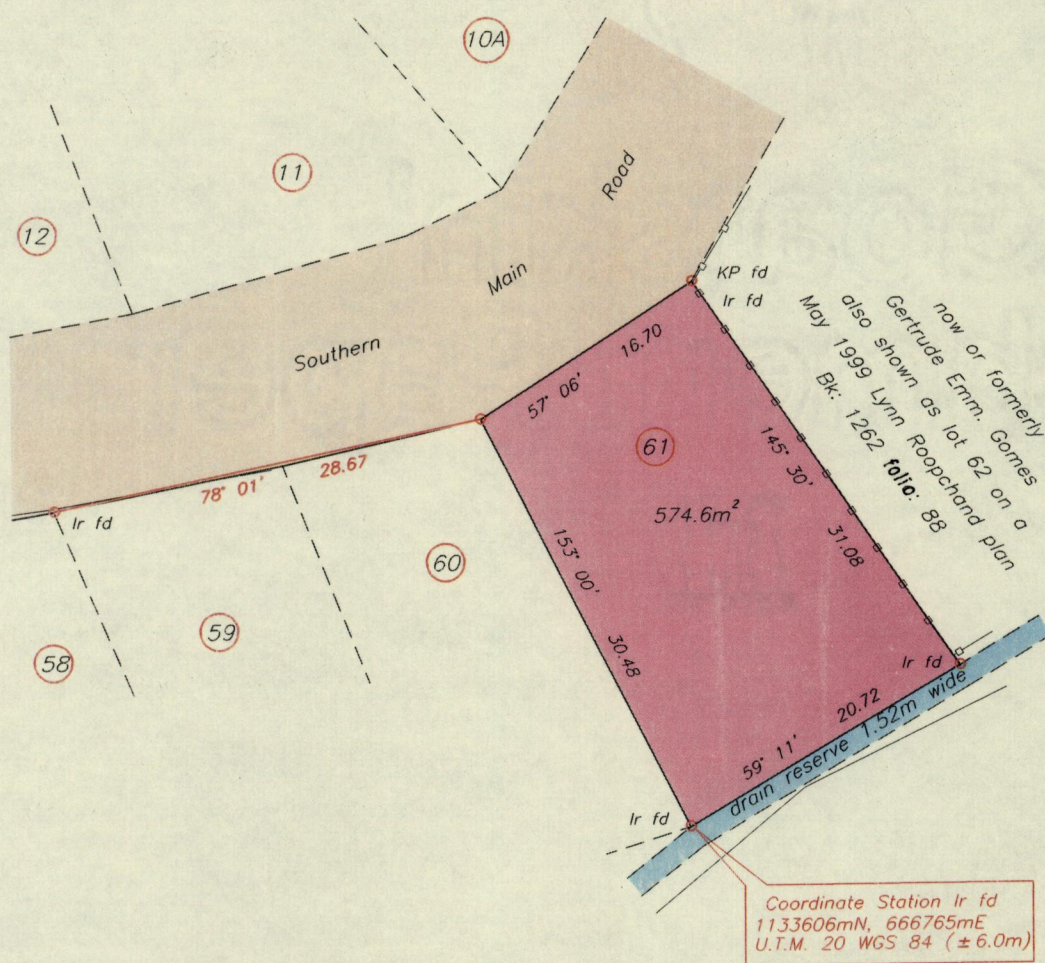 10A
11
12
Road
Main
Southern
KP fd
Ir fd
now or formerly
Gertrude Emm. Gomes
also shown as lot 62 on a
May 1999 Lynn Roopchand plan
Bk: 1262 folio: 88
16.70
57° 06'
61
145° 30'
31.08
574.6m²
28.67
78° 01'
Ir fd
153° 00'
30.48
60
59
58
Ir fd
20.72
59° 11'
drain reserve 1.52m wide
Ir fd
Coordinate Station Ir fd
1133606mN, 666765mE
U.T.M. 20 WGS 84 (±6.0m)